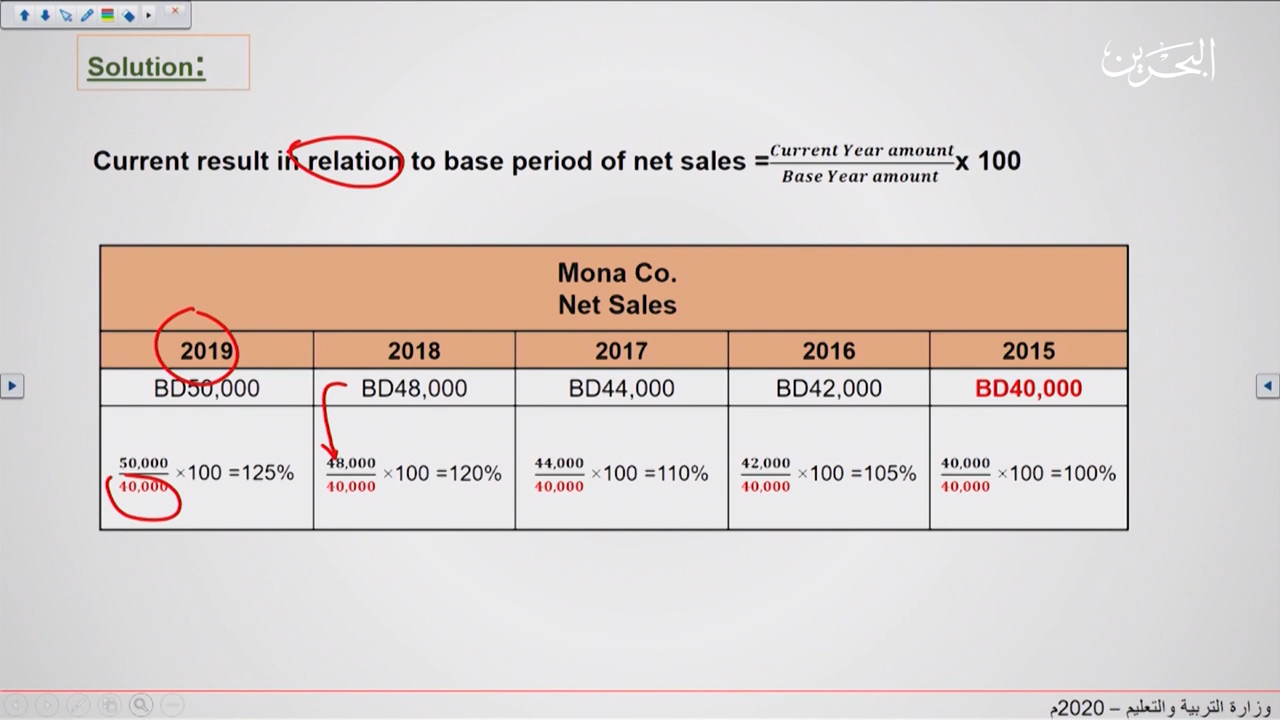 Solution:
البحرين
Current result in relation to base period of net sales = Current Year amount / Base Year amount x 100
Mona Co.
Net Sales
2019 2018 2017 2016 2015
BD50,000 BD48,000 BD44,000 BD42,000 BD40,000
50,000/40,000 ×100 =125% 48,000/40,000 ×100 =120% 44,000/40,000 ×100 =110% 42,000/40,000 ×100 =105% 40,000/40,000 ×100 =100%
وزارة التربية والتعليم – 2020م